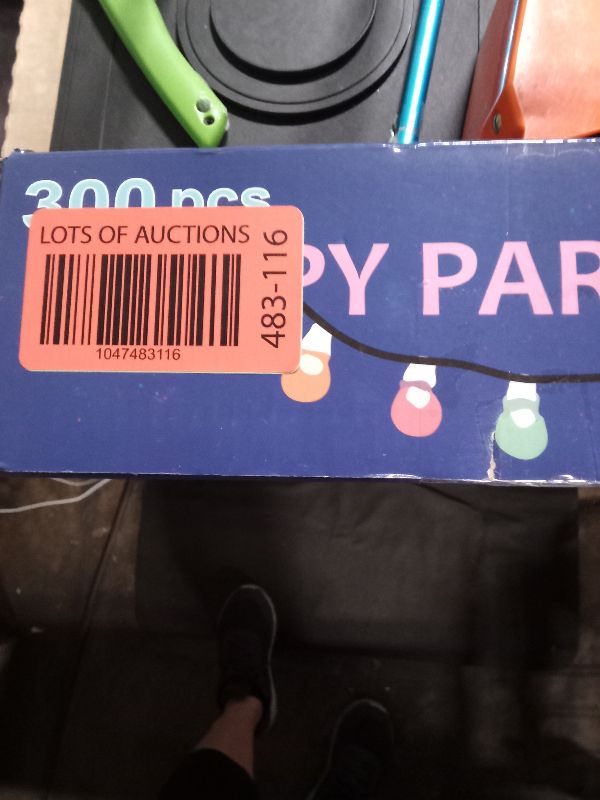 300 pcs
LOTS OF AUCTIONS
483-116
1047483116
PY PAR